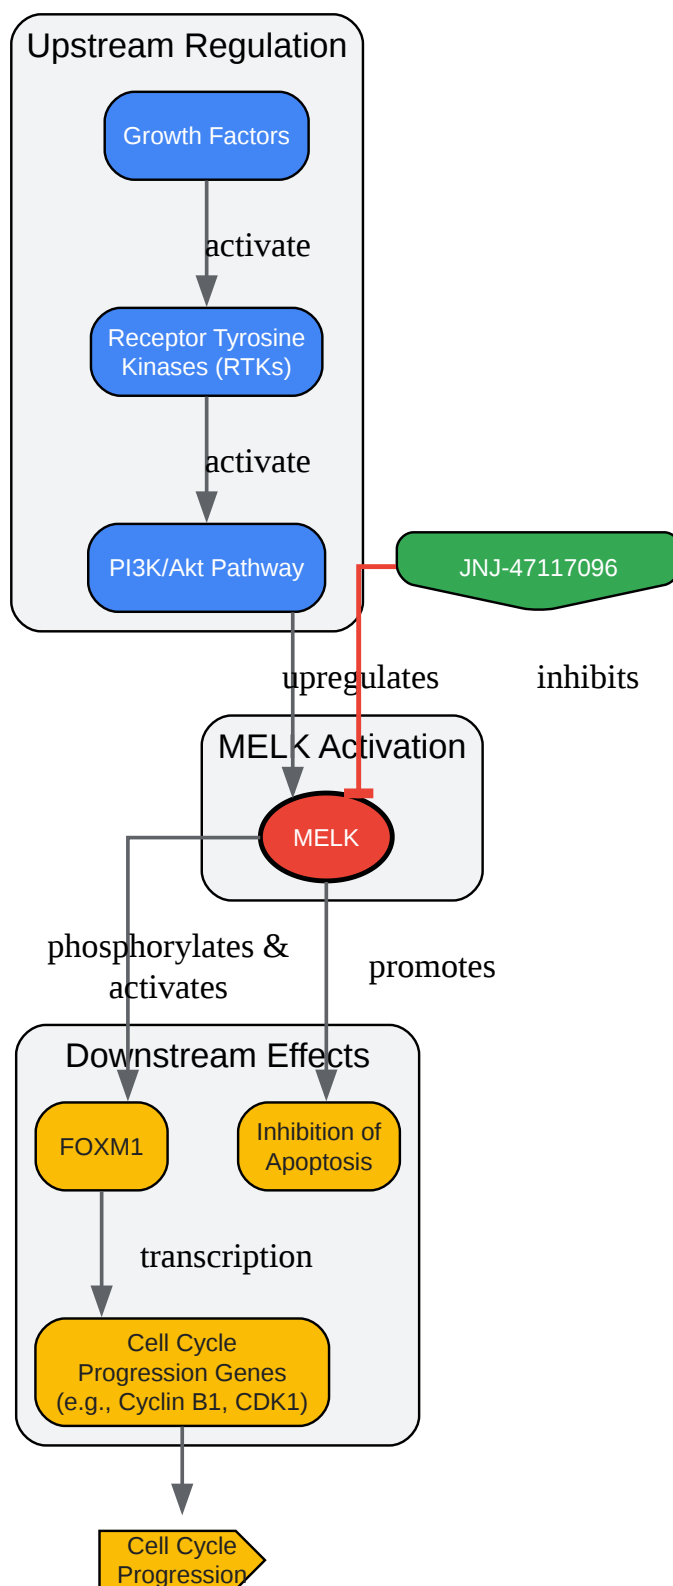 Upstream Regulation
Growth Factors
activate
Receptor Tyrosine
Kinases (RTKs)
activate
PI3K/Akt Pathway
JNJ-47117096
upregulates
inhibits
MELK Activation
MELK
phosphorylates &
activates
promotes
Downstream Effects
FOXM1
Inhibition of
Apoptosis
transcription
Cell Cycle
Progression Genes
(e.g., Cyclin B1, CDK1)
Cell Cycle
Progression